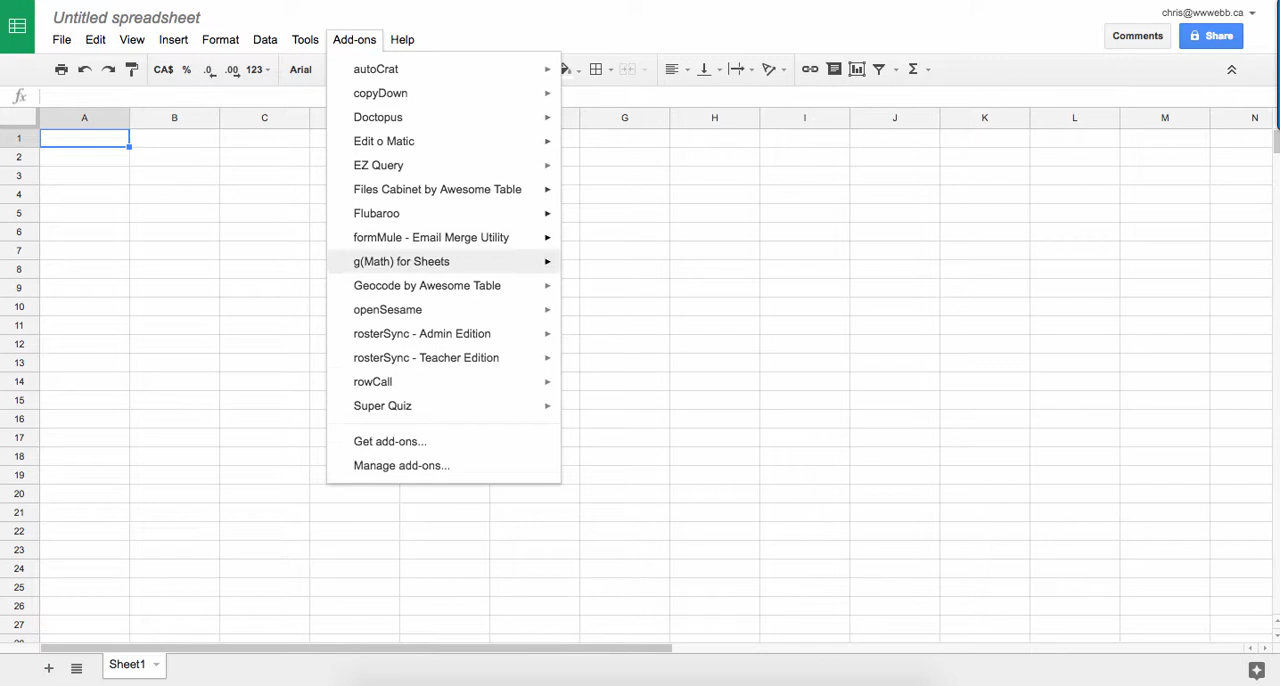 Untitled spreadsheet
chris@wwwebb.ca
File Edit View Insert Format Data Tools Add-ons Help
Comments Share
CA$ % .0 .00 123 Arial Σ
fx
A B C G H I J K L M N
autoCrat
copyDown
Doctopus
Edit o Matic
EZ Query
Files Cabinet by Awesome Table
Flubaroo
formMule - Email Merge Utility
g(Math) for Sheets
Geocode by Awesome Table
openSesame
rosterSync - Admin Edition
rosterSync - Teacher Edition
rowCall
Super Quiz
Get add-ons...
Manage add-ons...
1
2
3
4
5
6
7
8
9
10
11
12
13
14
15
16
17
18
19
20
21
22
23
24
25
26
27
Sheet1